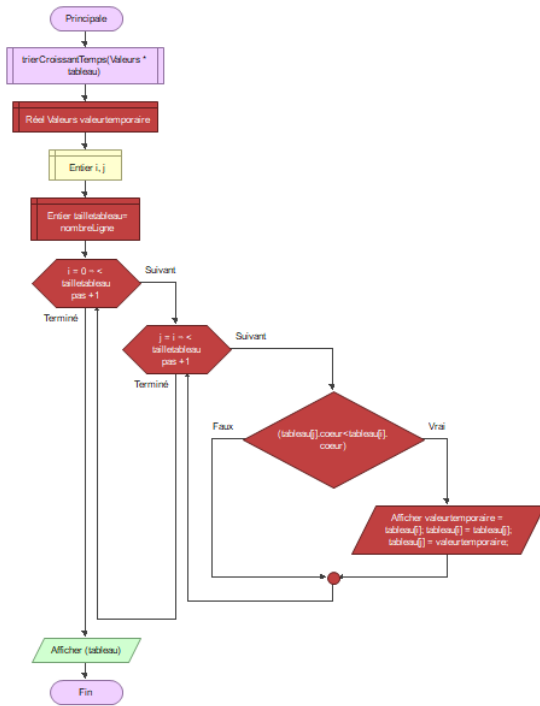 Principale
trierCroissantTemps(Valeurs *
tableau)
Réel Valeurs valeurtemporaire
Entier i, j
Entier tailletableau=
nombreLigne
i = 0 ~ <
tailletableau
pas +1
Suivant
Terminé
j = i ~ <
tailletableau
pas +1
Suivant
Terminé
(tableau[j].coeur<tableau[i].
coeur)
Faux
Vrai
Afficher valeurtemporaire =
tableau[i]; tableau[i] = tableau[j];
tableau[j] = valeurtemporaire;
Afficher (tableau)
Fin